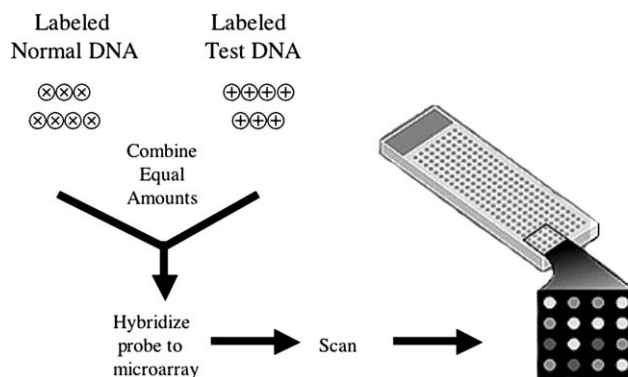 Labeled
Normal DNA
Labeled
Test DNA
Combine
Equal
Amounts
Hybridize
probe to
microarray
Scan